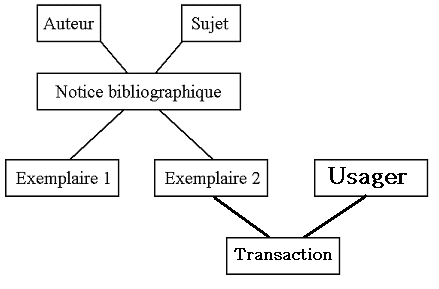 Auteur
Sujet
Notice bibliographique
Exemplaire 1
Exemplaire 2
Usager
Transaction